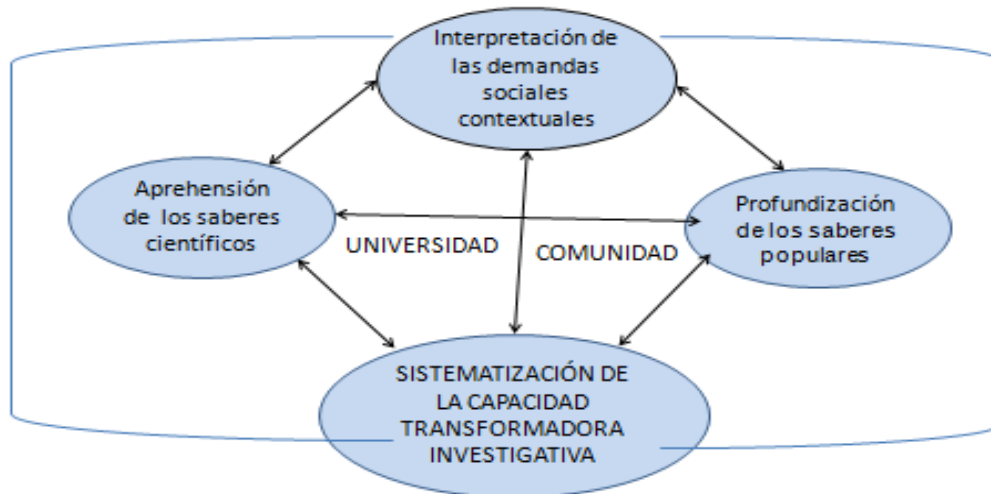 Interpretación de
las demandas
sociales
contextuales
Aprehensión
de los saberes
científicos
Profundización
de los saberes
populares
UNIVERSIDAD
COMUNIDAD
SISTEMATIZACIÓN DE
LA CAPACIDAD
TRANSFORMADORA
INVESTIGATIVA